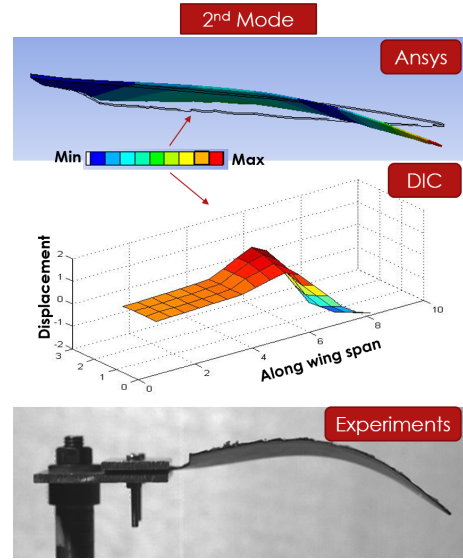 2nd Mode
Ansys
Min
Max
DIC
Displacement
2
1
0
-1
-2
3
2
1
0
0
2
4
6
8
10
Along wing span
Experiments